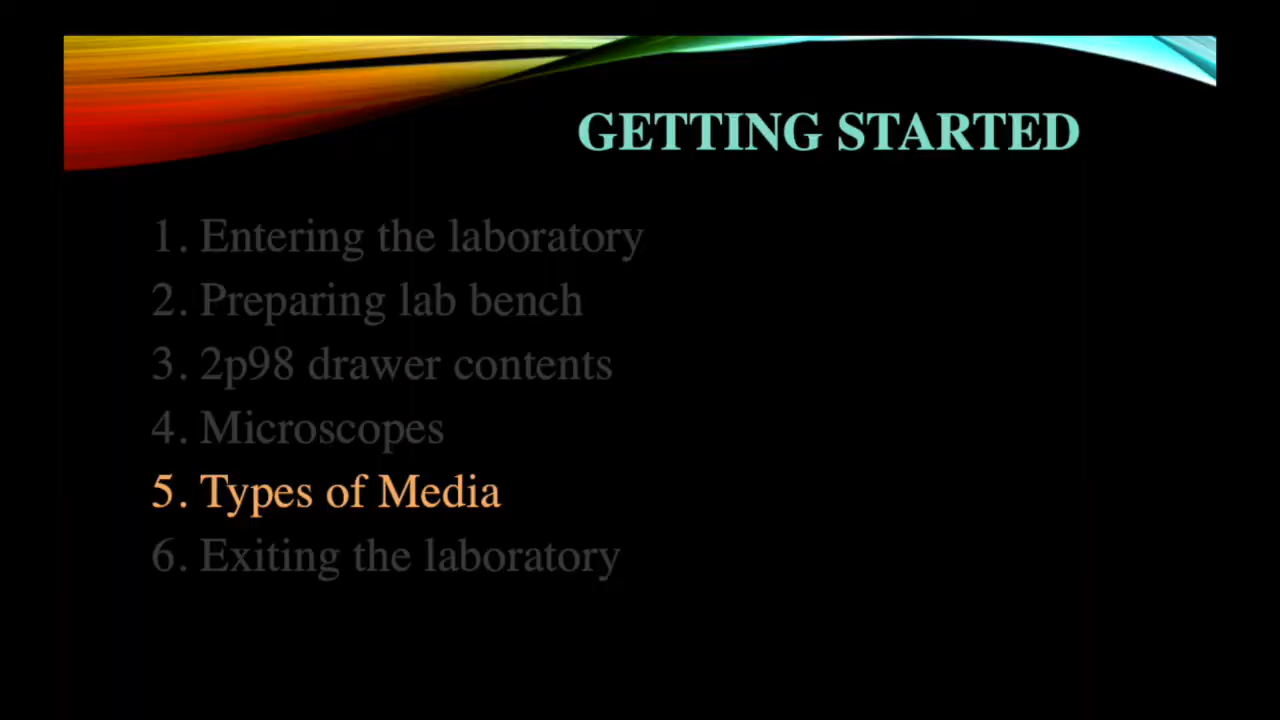 GETTING STARTED
1. Entering the laboratory
2. Preparing lab bench
3. 2p98 drawer contents
4. Microscopes
5. Types of Media
6. Exiting the laboratory